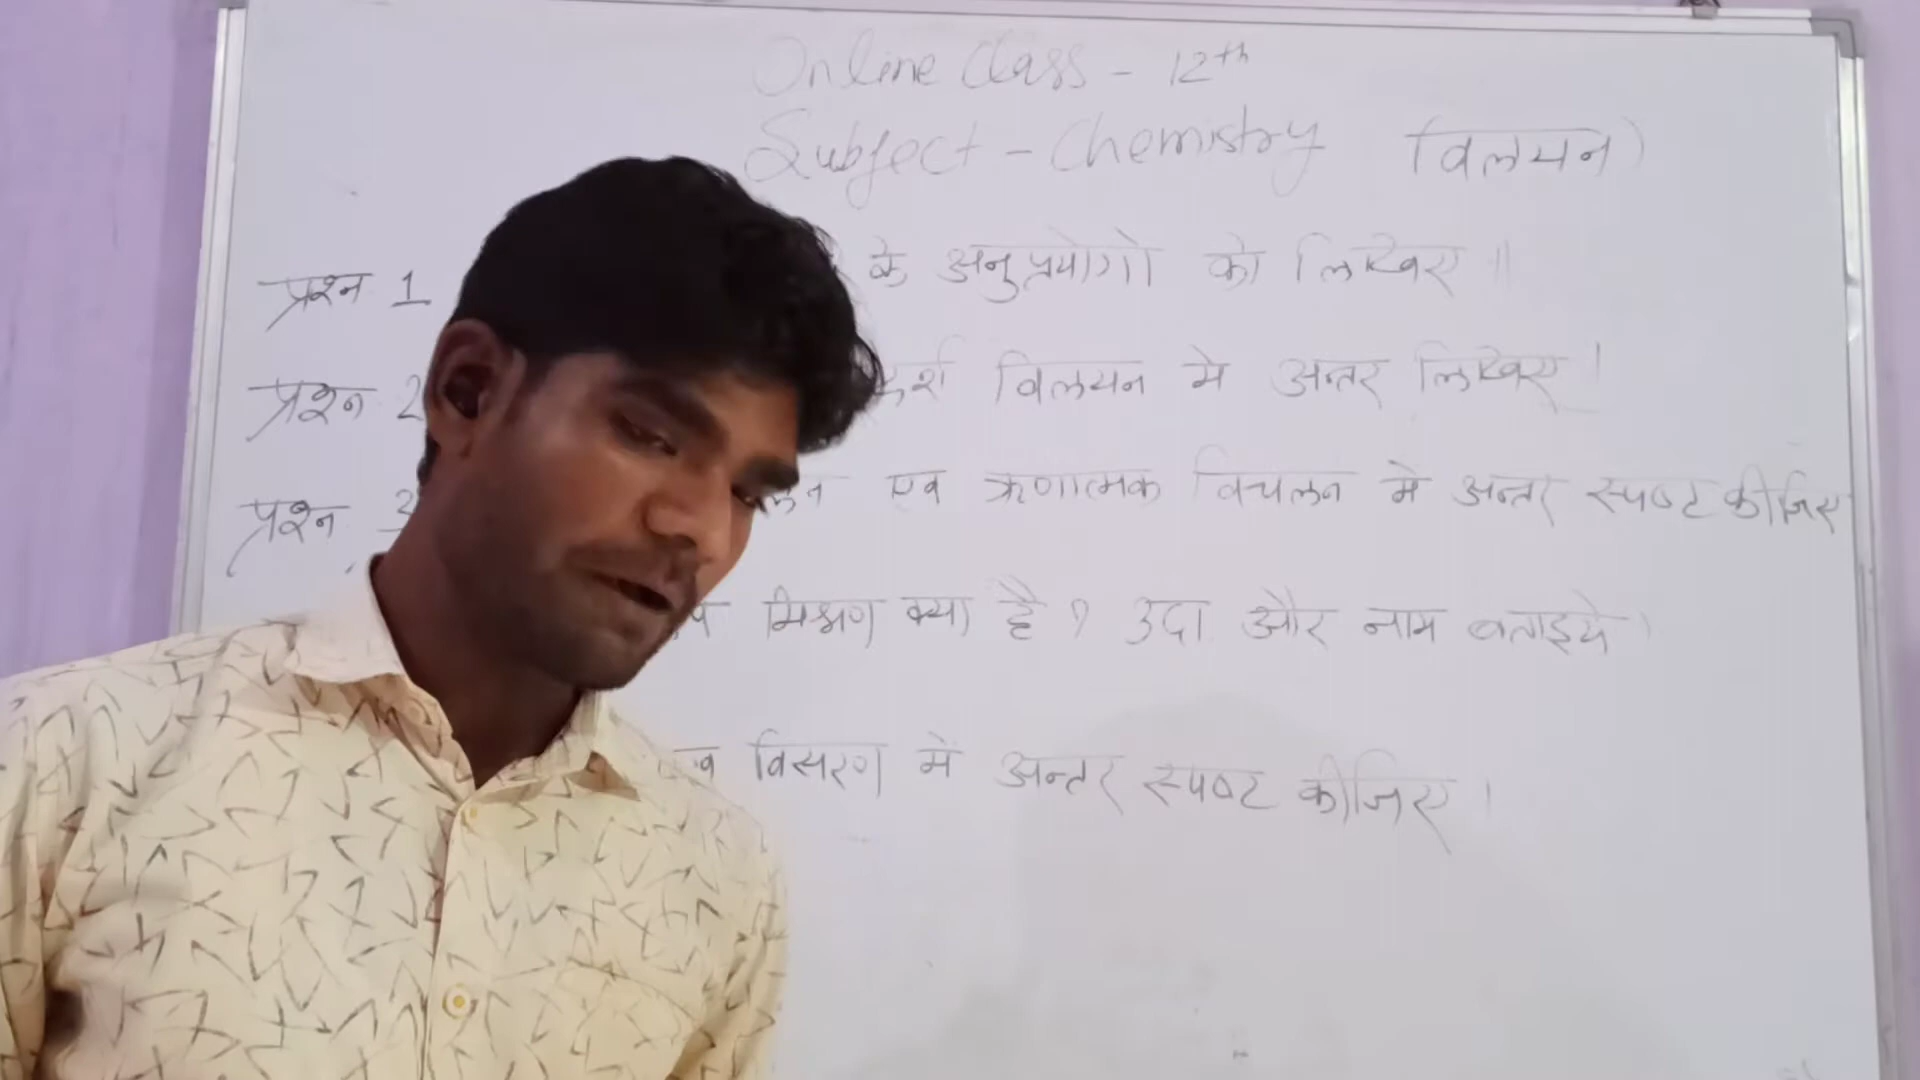 Online Class - 12th
Subject - Chemistry विलयन)
प्रश्न 1 के अनुप्रयोगो को लिखिए ॥
प्रश्न 2 विलयन मे अन्तर लिखिए।
प्रश्न 3 एव ऋणात्मक विचलन मे अन्तर स्पष्ट कीजिए
मिश्रण क्या है ? उदा और नाम बताइये।
विसरण में अन्तर स्पष्ट कीजिए।